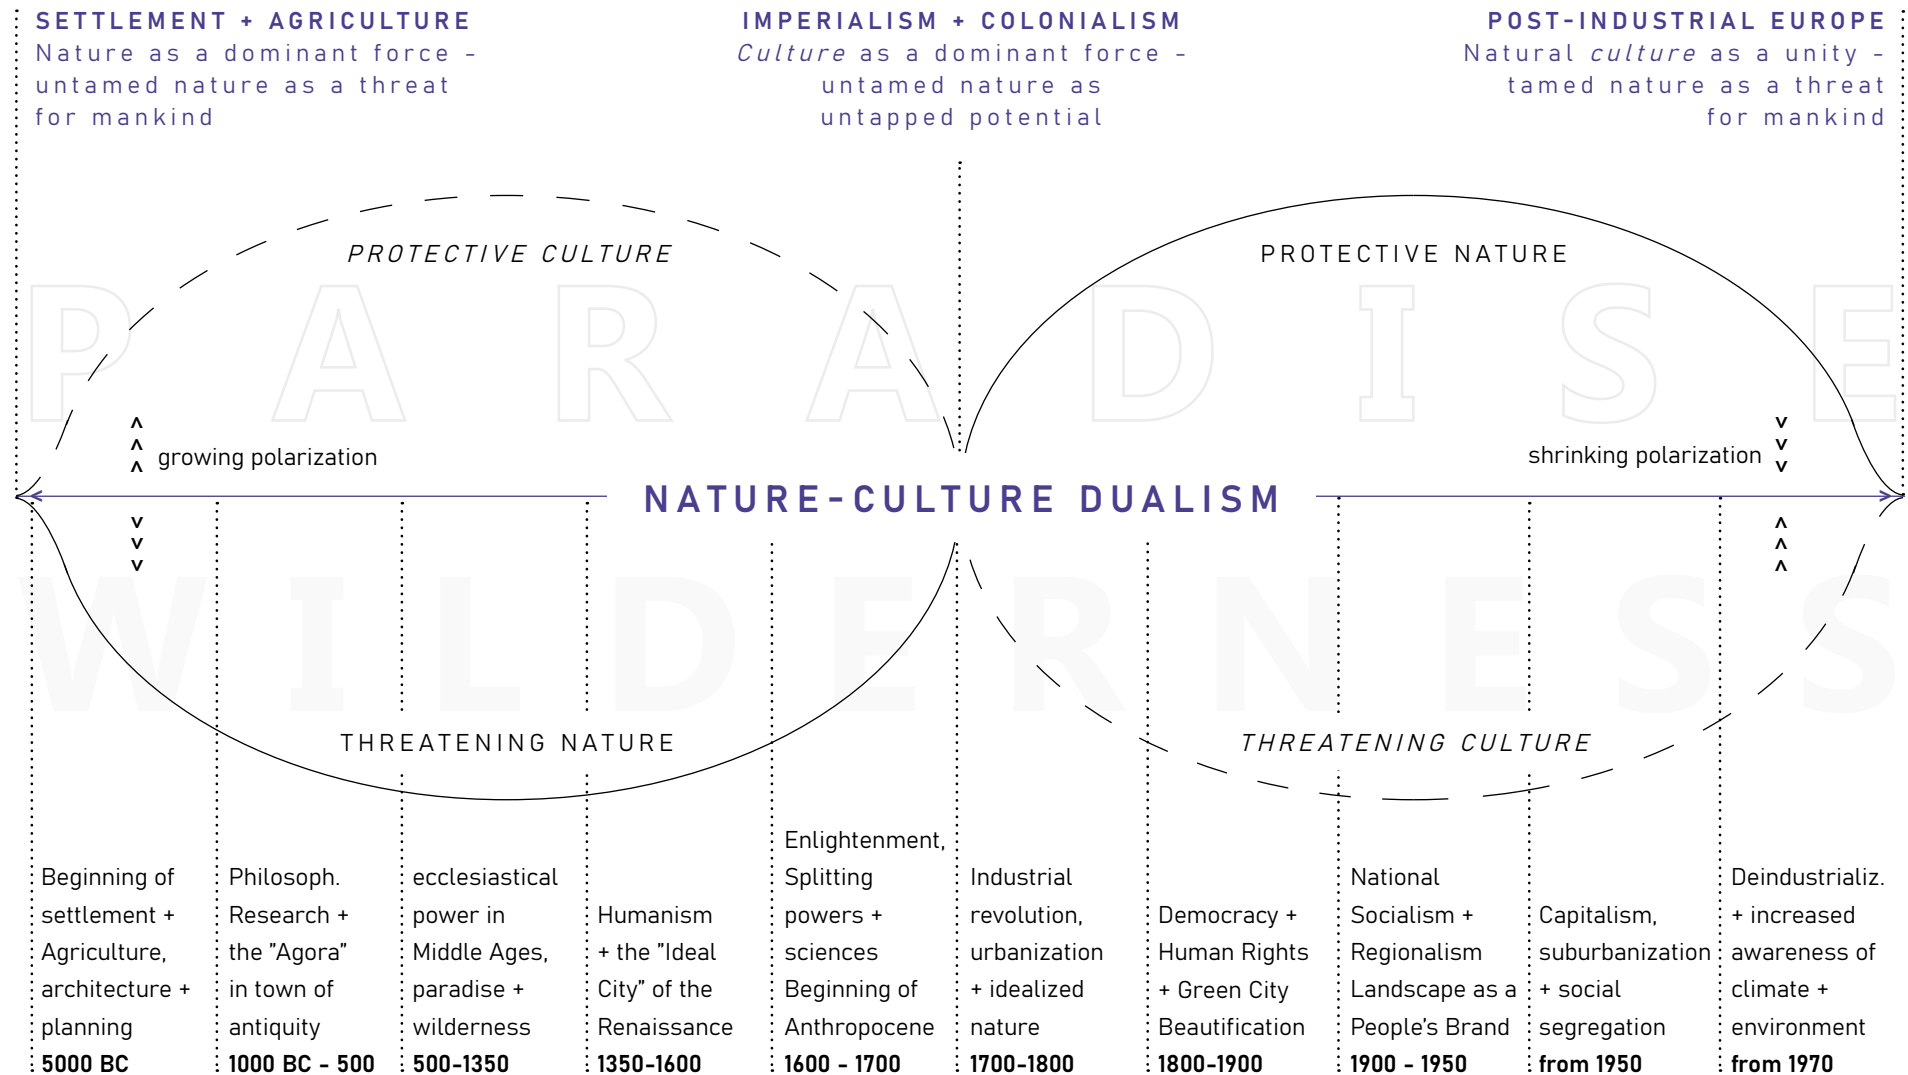 SETTLEMENT + AGRICULTURE
Nature as a dominant force -
untamed nature as a threat
for mankind
IMPERIALISM + COLONIALISM
Culture as a dominant force -
untamed nature as
untapped potential
POST-INDUSTRIAL EUROPE
Natural culture as a unity -
tamed nature as a threat
for mankind
PROTECTIVE CULTURE
PROTECTIVE NATURE
PARADISE
^
^
^
growing polarization
shrinking polarization
v
v
v
NATURE-CULTURE DUALISM
v
v
v
^
^
^
WILDERNESS
THREATENING NATURE
THREATENING CULTURE
Beginning of
settlement +
Agriculture,
architecture +
planning
5000 BC
Philosoph.
Research +
the "Agora"
in town of
antiquity
1000 BC - 500
ecclesiastical
power in
Middle Ages,
paradise +
wilderness
500-1350
Humanism
+ the "Ideal
City" of the
Renaissance
1350-1600
Enlightenment,
Splitting
powers +
sciences
Beginning of
Anthropocene
1600 - 1700
Industrial
revolution,
urbanization
+ idealized
nature
1700-1800
Democracy +
Human Rights
+ Green City
Beautification
1800-1900
National
Socialism +
Regionalism
Landscape as a
People's Brand
1900 - 1950
Capitalism,
suburbanization
+ social
segregation
from 1950
Deindustrializ.
+ increased
awareness of
climate +
environment
from 1970